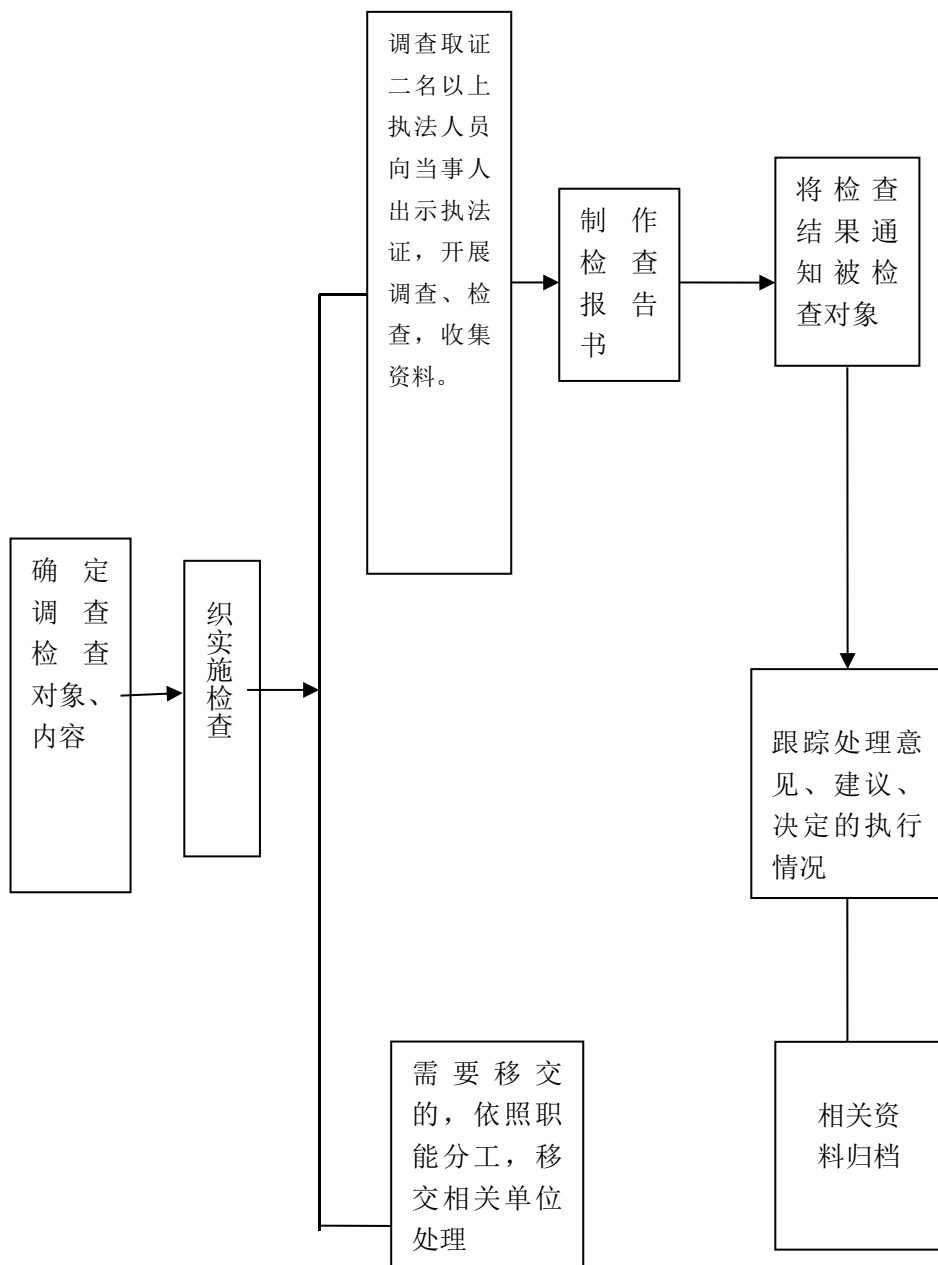 确定
调查
检查
对象、
内容
织实施检查
调查取证
二名以上
执法人员
向当事人
出示执法
证，开展
调查、检
查，收集
资料。
制作
检查
报告
书
将检查
结果通
知被检
查对象
跟踪处理意
见、建议、
决定的执行
情况
相关资
料归档
需要移交
的，依照职
能分工，移
交相关单位
处理